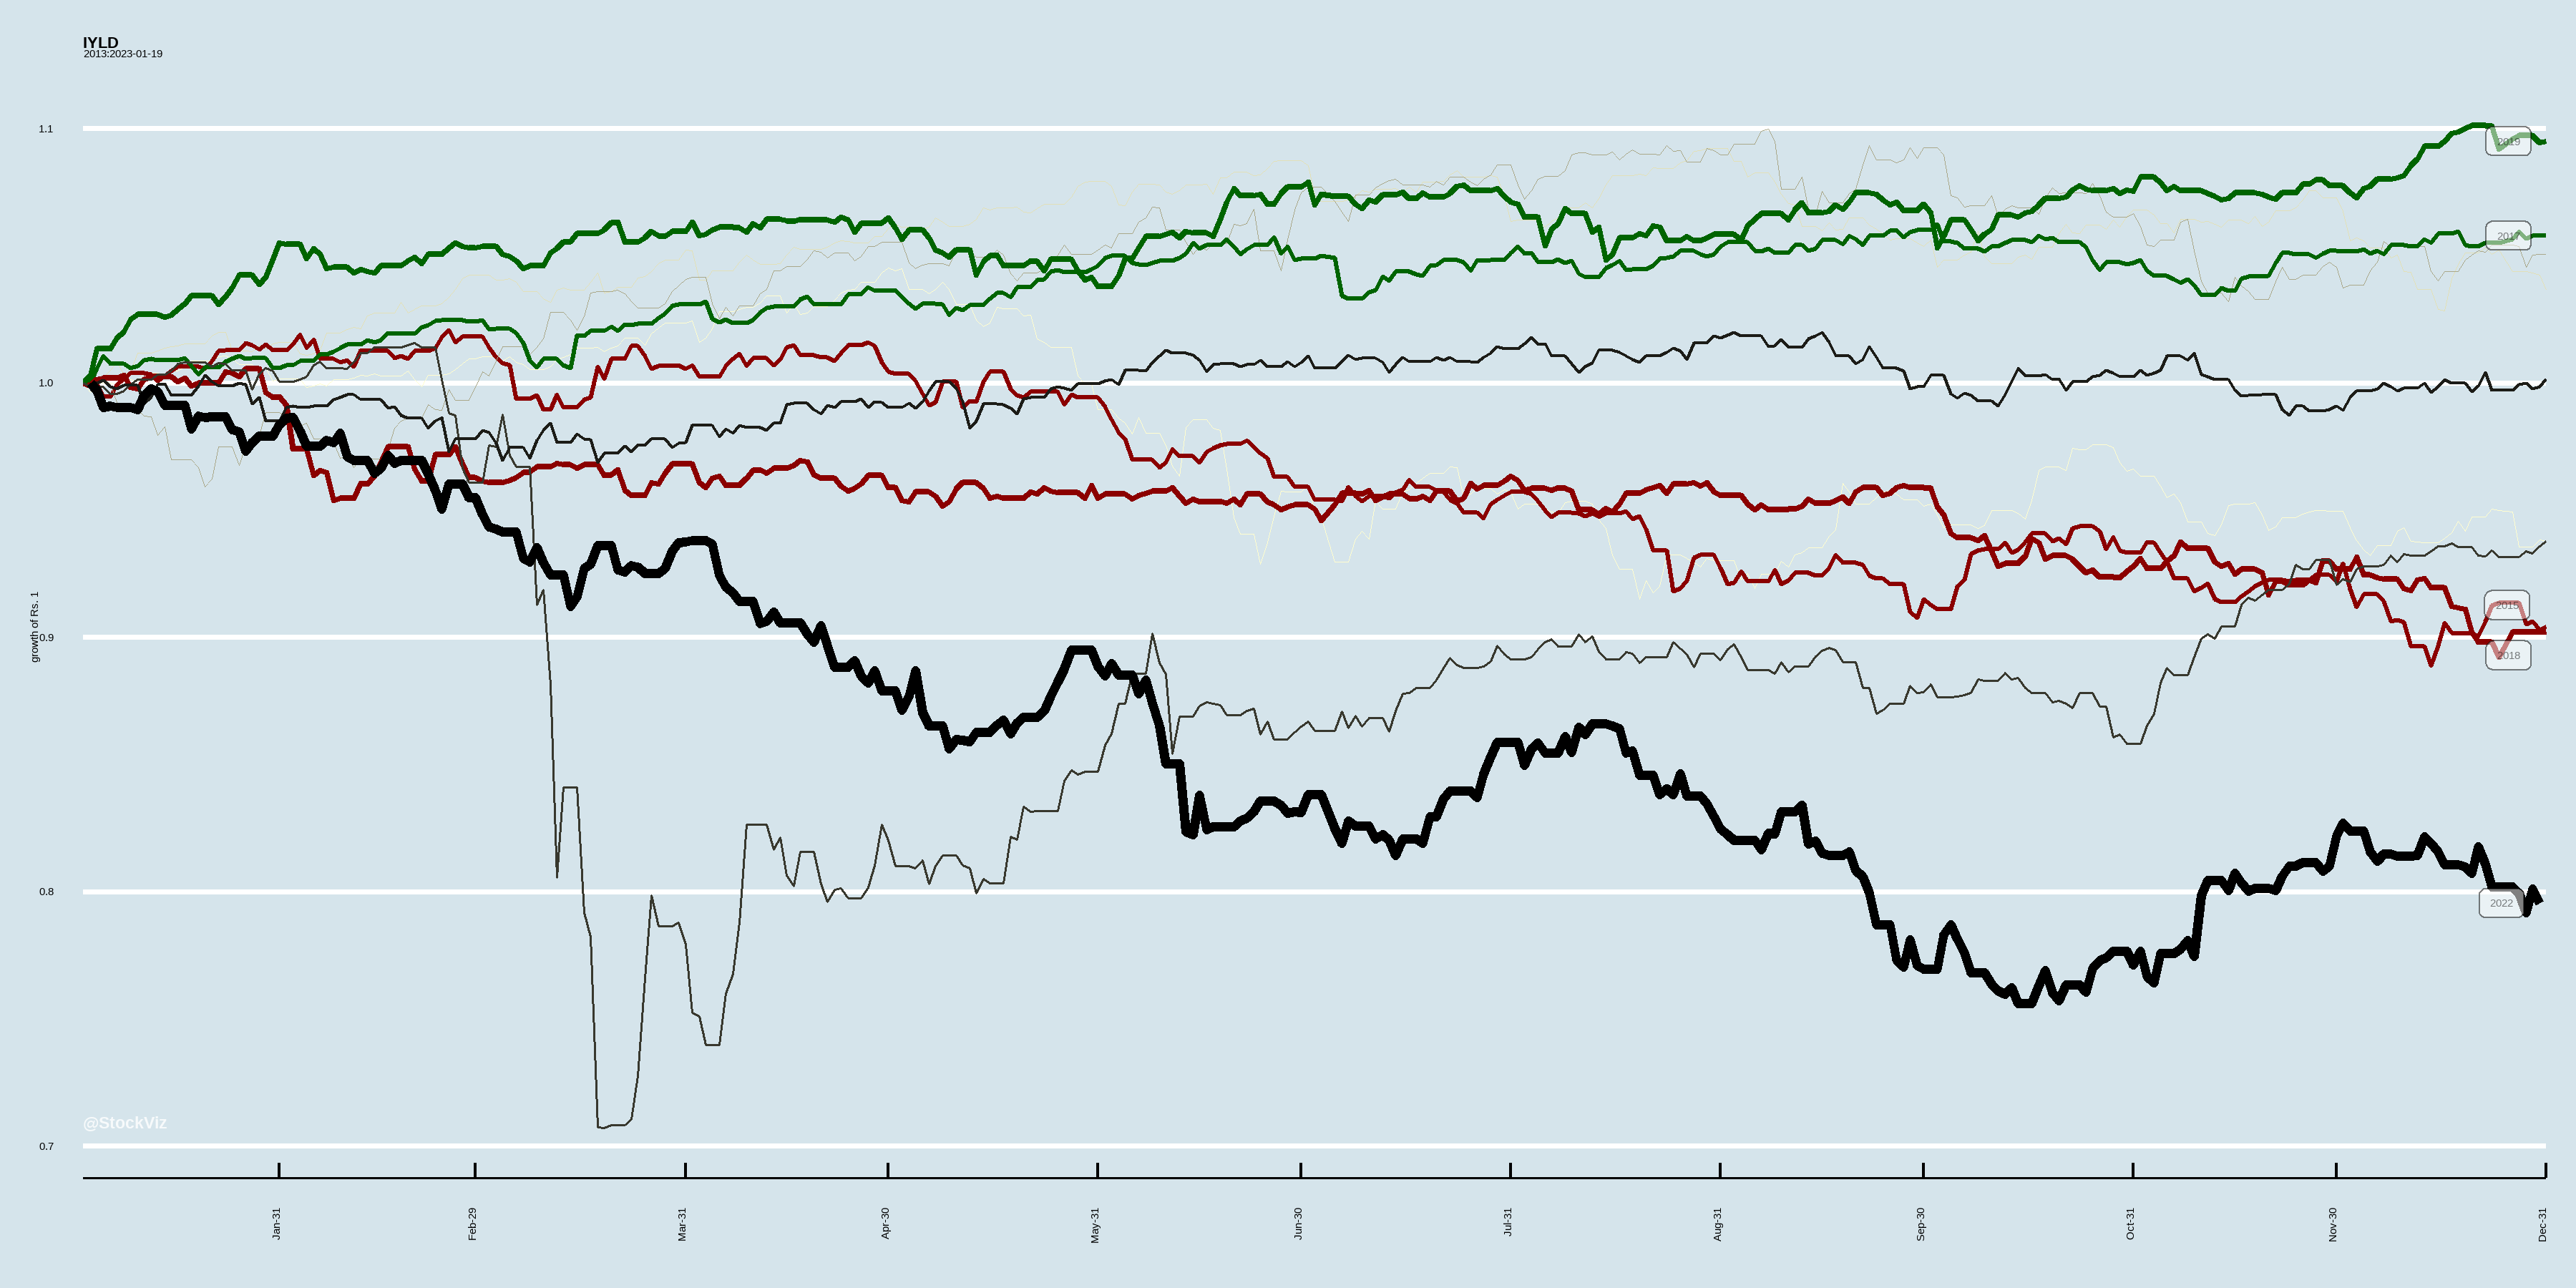 IYLD
2013:2023-01-19
1.1
1.0
0.9
0.8
0.7
growth of Rs. 1
2019
2017
2015
2018
2022
@StockViz
Jan-31
Feb-29
Mar-31
Apr-30
May-31
Jun-30
Jul-31
Aug-31
Sep-30
Oct-31
Nov-30
Dec-31